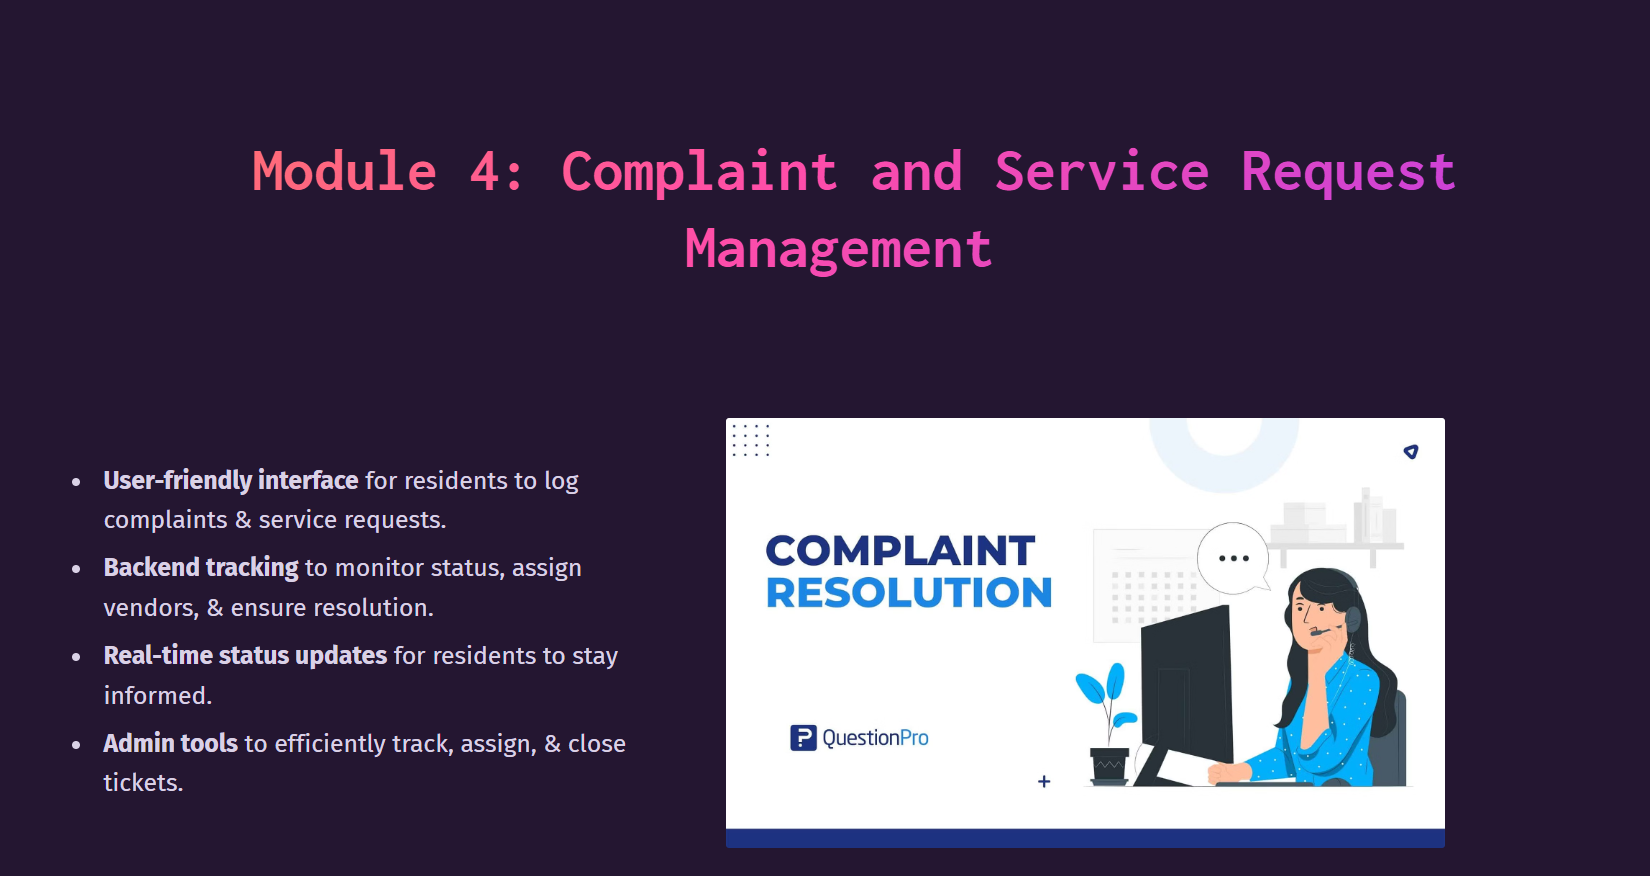 Module 4: Complaint and Service Request
Management
User-friendly interface for residents to log
complaints & service requests.
Backend tracking to monitor status, assign
vendors, & ensure resolution.
Real-time status updates for residents to stay
informed.
Admin tools to efficiently track, assign, & close
tickets.
COMPLAINT
RESOLUTION
QuestionPro